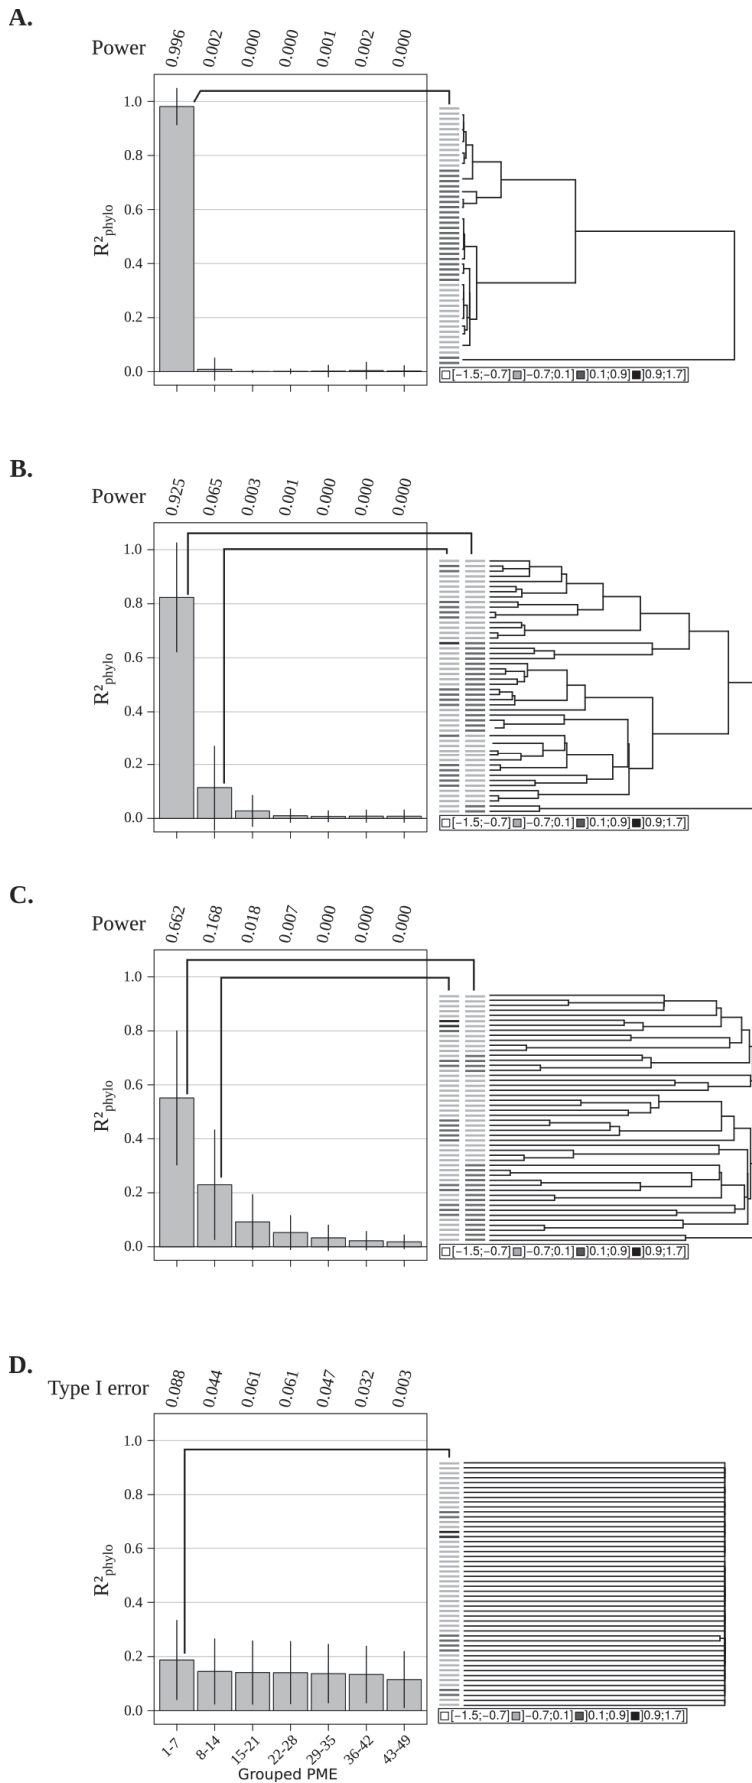 A.
Power 0.996 0.002 0.000 0.000 0.001 0.002 0.000
R²phylo
1.0
0.8
0.6
0.4
0.2
0.0
[−1.5;−0.7] ]−0.7;0.1] ]0.1;0.9] ]0.9;1.7]
B.
Power 0.925 0.065 0.003 0.001 0.000 0.000 0.000
R²phylo
1.0
0.8
0.6
0.4
0.2
0.0
[−1.5;−0.7] ]−0.7;0.1] ]0.1;0.9] ]0.9;1.7]
C.
Power 0.662 0.168 0.018 0.007 0.000 0.000 0.000
R²phylo
1.0
0.8
0.6
0.4
0.2
0.0
[−1.5;−0.7] ]−0.7;0.1] ]0.1;0.9] ]0.9;1.7]
D.
Type I error 0.088 0.044 0.061 0.061 0.047 0.032 0.003
R²phylo
1.0
0.8
0.6
0.4
0.2
0.0
[−1.5;−0.7] ]−0.7;0.1] ]0.1;0.9] ]0.9;1.7]
1-7 8-14 15-21 22-28 29-35 36-42 43-49
Grouped PME